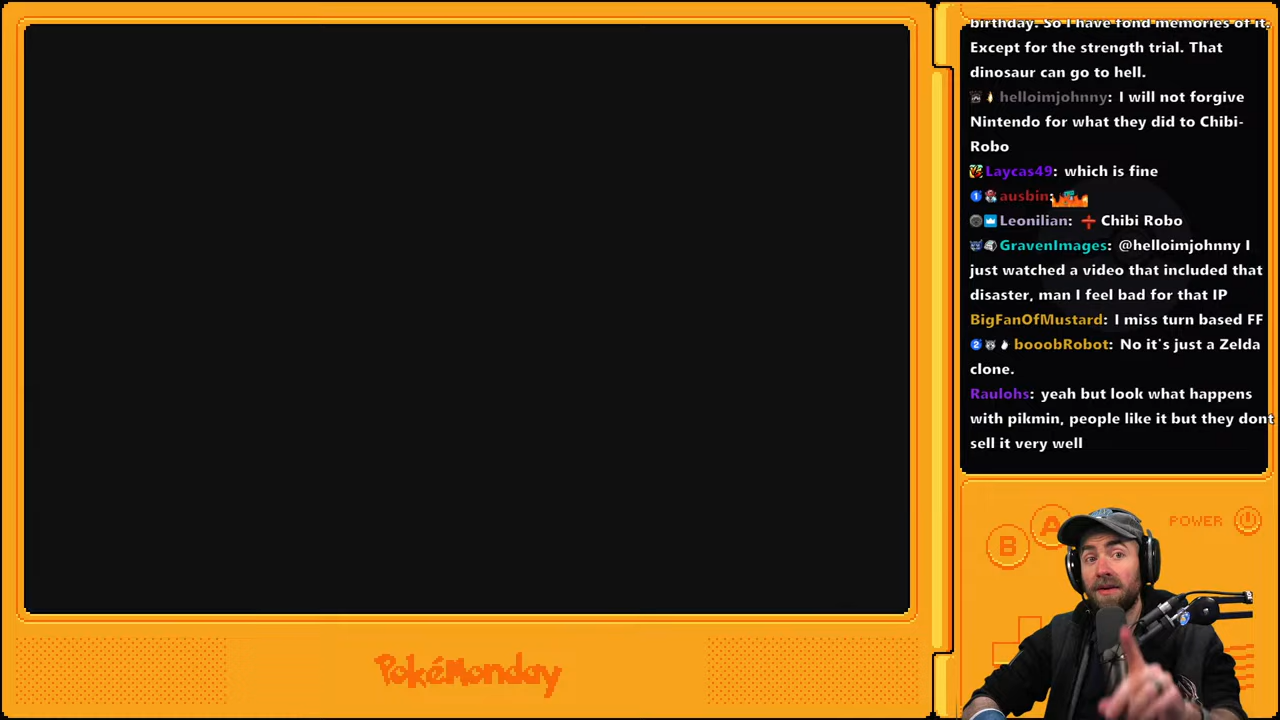 birthday. So I have fond memories of it.
Except for the strength trial. That
dinosaur can go to hell.
helloimjohnny: I will not forgive
Nintendo for what they did to Chibi-
Robo
Laycas49: which is fine
1 ausbin:
Leonilian: Chibi Robo
GravenImages: @helloimjohnny I
just watched a video that included that
disaster, man I feel bad for that IP
BigFanOfMustard: I miss turn based FF
2 booobRobot: No it's just a Zelda
clone.
Raulohs: yeah but look what happens
with pikmin, people like it but they dont
sell it very well
B A POWER
PokéMonday